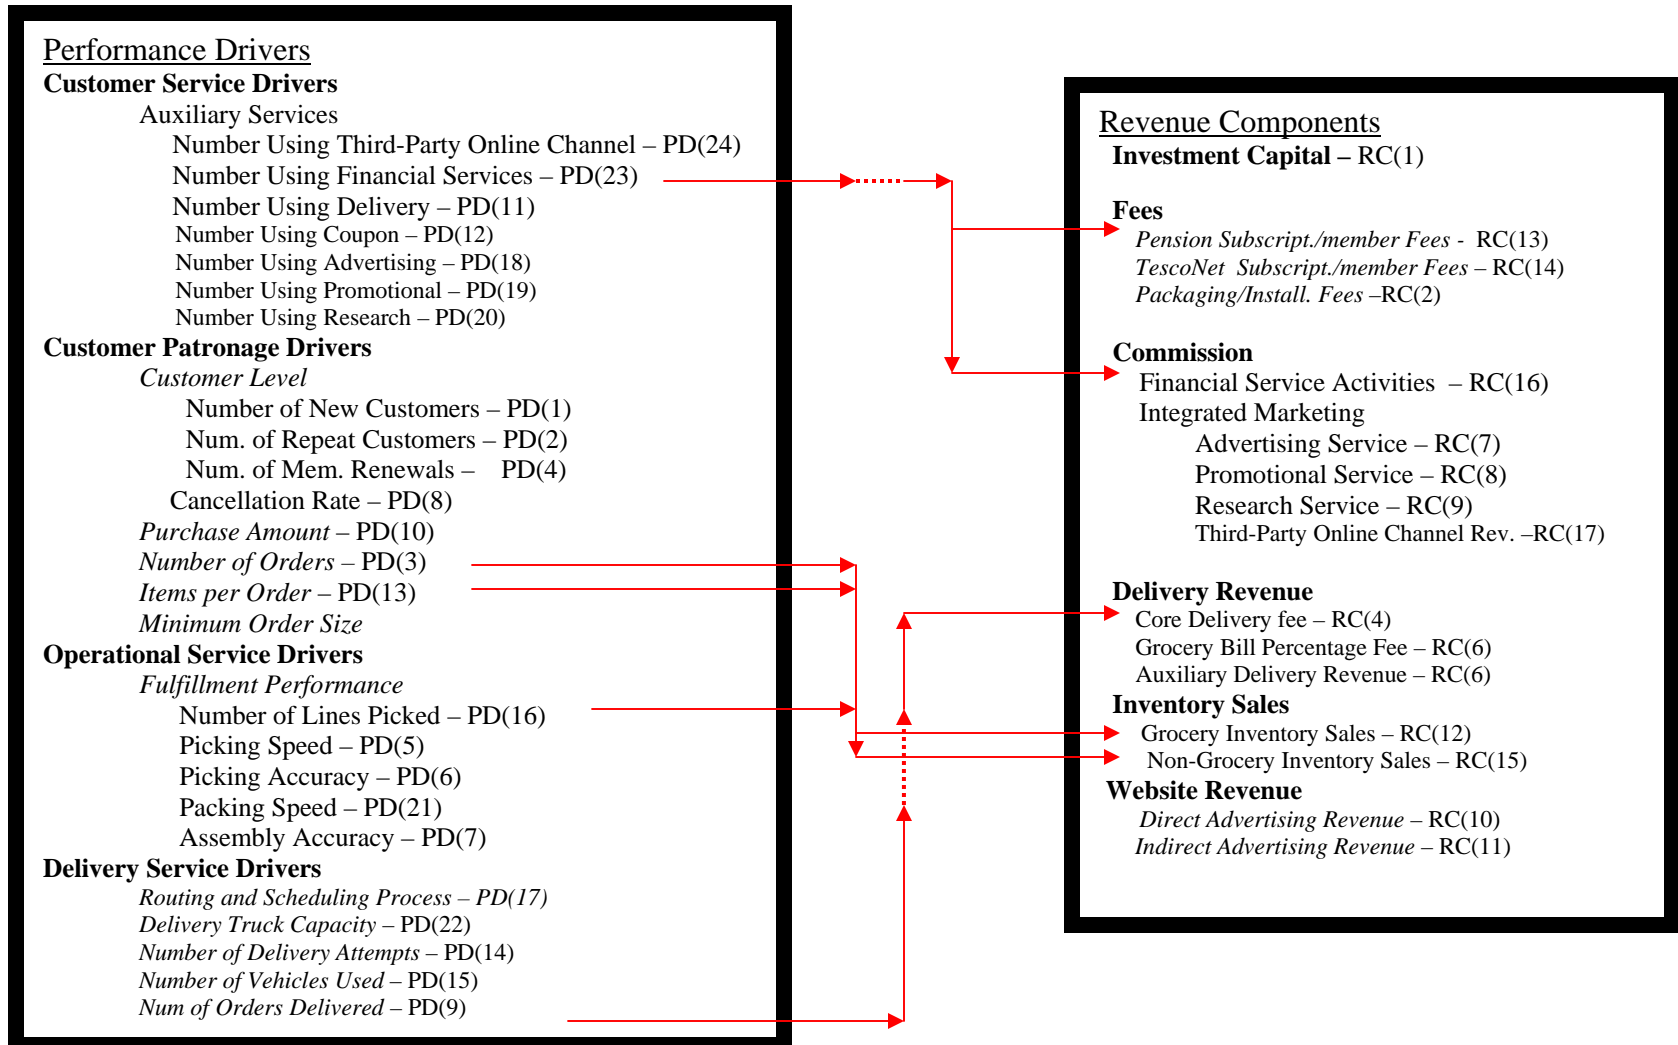 Performance Drivers
Customer Service Drivers
Auxiliary Services
Number Using Third-Party Online Channel – PD(24)
Number Using Financial Services – PD(23)
Number Using Delivery – PD(11)
Number Using Coupon – PD(12)
Number Using Advertising – PD(18)
Number Using Promotional – PD(19)
Number Using Research – PD(20)
Customer Patronage Drivers
Customer Level
Number of New Customers – PD(1)
Num. of Repeat Customers – PD(2)
Num. of Mem. Renewals – PD(4)
Cancellation Rate – PD(8)
Purchase Amount – PD(10)
Number of Orders – PD(3)
Items per Order – PD(13)
Minimum Order Size
Operational Service Drivers
Fulfillment Performance
Number of Lines Picked – PD(16)
Picking Speed – PD(5)
Picking Accuracy – PD(6)
Packing Speed – PD(21)
Assembly Accuracy – PD(7)
Delivery Service Drivers
Routing and Scheduling Process – PD(17)
Delivery Truck Capacity – PD(22)
Number of Delivery Attempts – PD(14)
Number of Vehicles Used – PD(15)
Num of Orders Delivered – PD(9)
Revenue Components
Investment Capital – RC(1)
Fees
Pension Subscript./member Fees - RC(13)
TescoNet Subscript./member Fees – RC(14)
Packaging/Install. Fees –RC(2)
Commission
Financial Service Activities – RC(16)
Integrated Marketing
Advertising Service – RC(7)
Promotional Service – RC(8)
Research Service – RC(9)
Third-Party Online Channel Rev. –RC(17)
Delivery Revenue
Core Delivery fee – RC(4)
Grocery Bill Percentage Fee – RC(6)
Auxiliary Delivery Revenue – RC(6)
Inventory Sales
Grocery Inventory Sales – RC(12)
Non-Grocery Inventory Sales – RC(15)
Website Revenue
Direct Advertising Revenue – RC(10)
Indirect Advertising Revenue – RC(11)